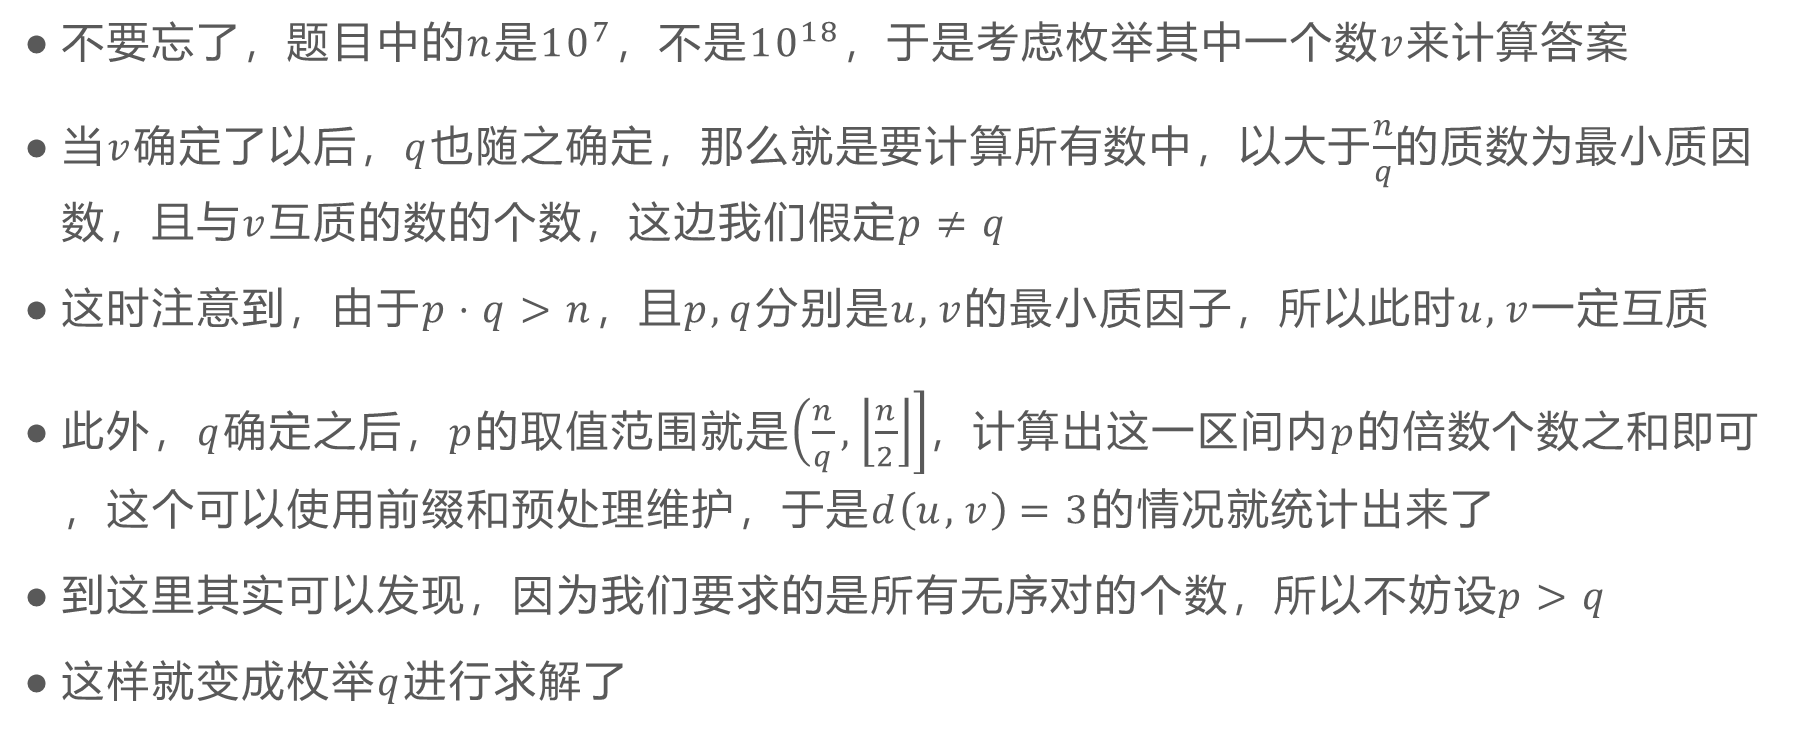 ● 不要忘了，题目中的n是10⁷，不是10¹⁸，于是考虑枚举其中一个数v来计算答案
● 当v确定了以后，q也随之确定，那么就是要计算所有数中，以大于\frac{n}{q}的质数为最小质因
数，且与v互质的数的个数，这边我们假定p ≠ q
● 这时注意到，由于p · q > n，且p, q分别是u, v的最小质因子，所以此时u, v一定互质
● 此外，q确定之后，p的取值范围就是(\frac{n}{q}, ⌊\frac{n}{2}⌋]，计算出这一区间内p的倍数个数之和即可
，这个可以使用前缀和预处理维护，于是d(u, v) = 3的情况就统计出来了
● 到这里其实可以发现，因为我们要求的是所有无序对的个数，所以不妨设p > q
● 这样就变成枚举q进行求解了